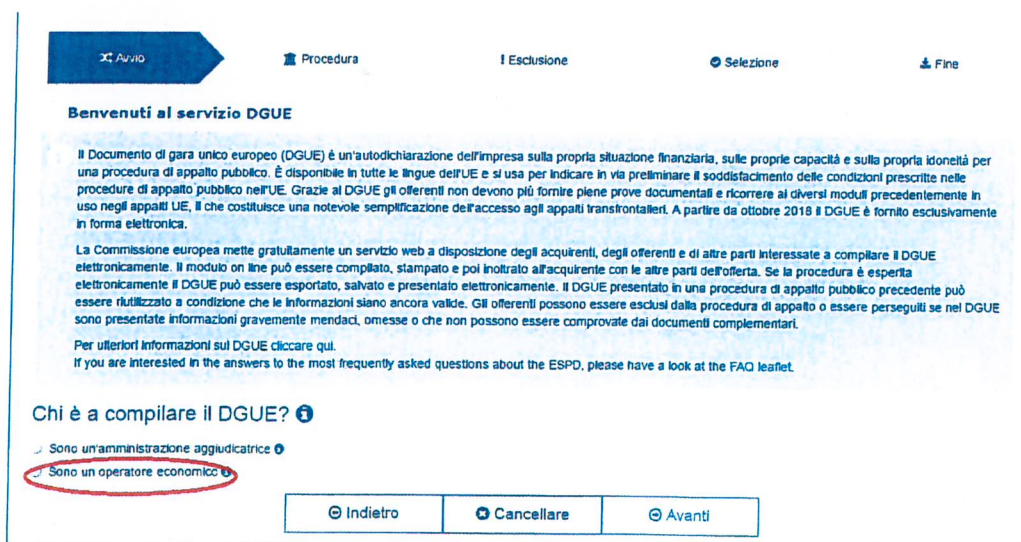 Avvio
Procedura
! Esclusione
Selezione
Fine
Benvenuti al servizio DGUE
Il Documento di gara unico europeo (DGUE) è un'autodichiarazione dell'impresa sulla propria situazione finanziaria, sulle proprie capacità e sulla propria idoneità per
una procedura di appalto pubblico. È disponibile in tutte le lingue dell'UE e si usa per indicare in via preliminare il soddisfacimento delle condizioni prescritte nelle
procedure di appalto pubblico nell'UE. Grazie al DGUE gli offerenti non devono più fornire piene prove documentali e ricorrere ai diversi moduli precedentemente in
uso negli appalti UE, il che costituisce una notevole semplificazione dell'accesso agli appalti transfrontalieri. A partire da ottobre 2018 il DGUE è fornito esclusivamente
in forma elettronica.
La Commissione europea mette gratuitamente un servizio web a disposizione degli acquirenti, degli offerenti e di altre parti interessate a compilare il DGUE
elettronicamente. Il modulo on line può essere compilato, stampato e poi inoltrato all'acquirente con le altre parti dell'offerta. Se la procedura è esperita
elettronicamente il DGUE può essere esportato, salvato e presentato elettronicamente. Il DGUE presentato in una procedura di appalto pubblico precedente può
essere riutilizzato a condizione che le informazioni siano ancora valide. Gli offerenti possono essere esclusi dalla procedura di appalto o essere perseguiti se nel DGUE
sono presentate informazioni gravemente mendaci, omesse o che non possono essere comprovate dai documenti complementari.
Per ulteriori informazioni sul DGUE cliccare qui.
If you are interested in the answers to the most frequently asked questions about the ESPD, please have a look at the FAQ leaflet.
Chi è a compilare il DGUE?
Sono un'amministrazione aggiudicatrice
Sono un operatore economico
Indietro
Cancellare
Avanti